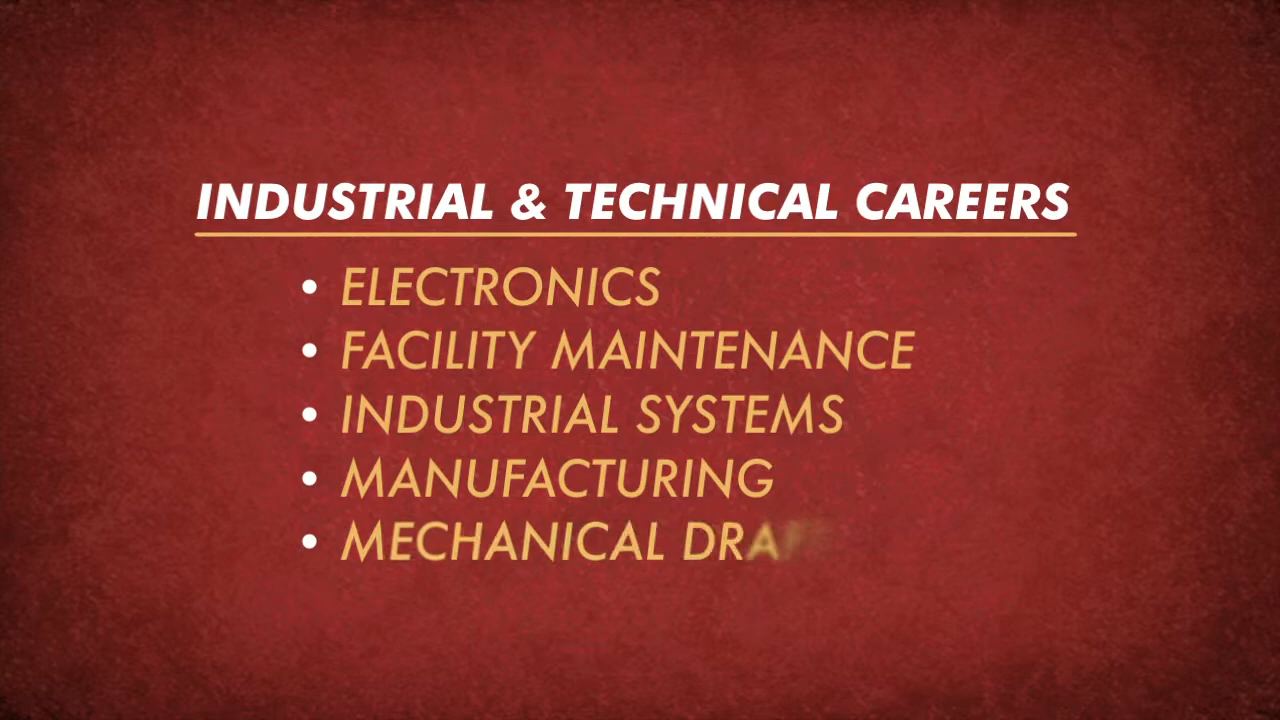 INDUSTRIAL & TECHNICAL CAREERS
• ELECTRONICS
• FACILITY MAINTENANCE
• INDUSTRIAL SYSTEMS
• MANUFACTURING
• MECHANICAL